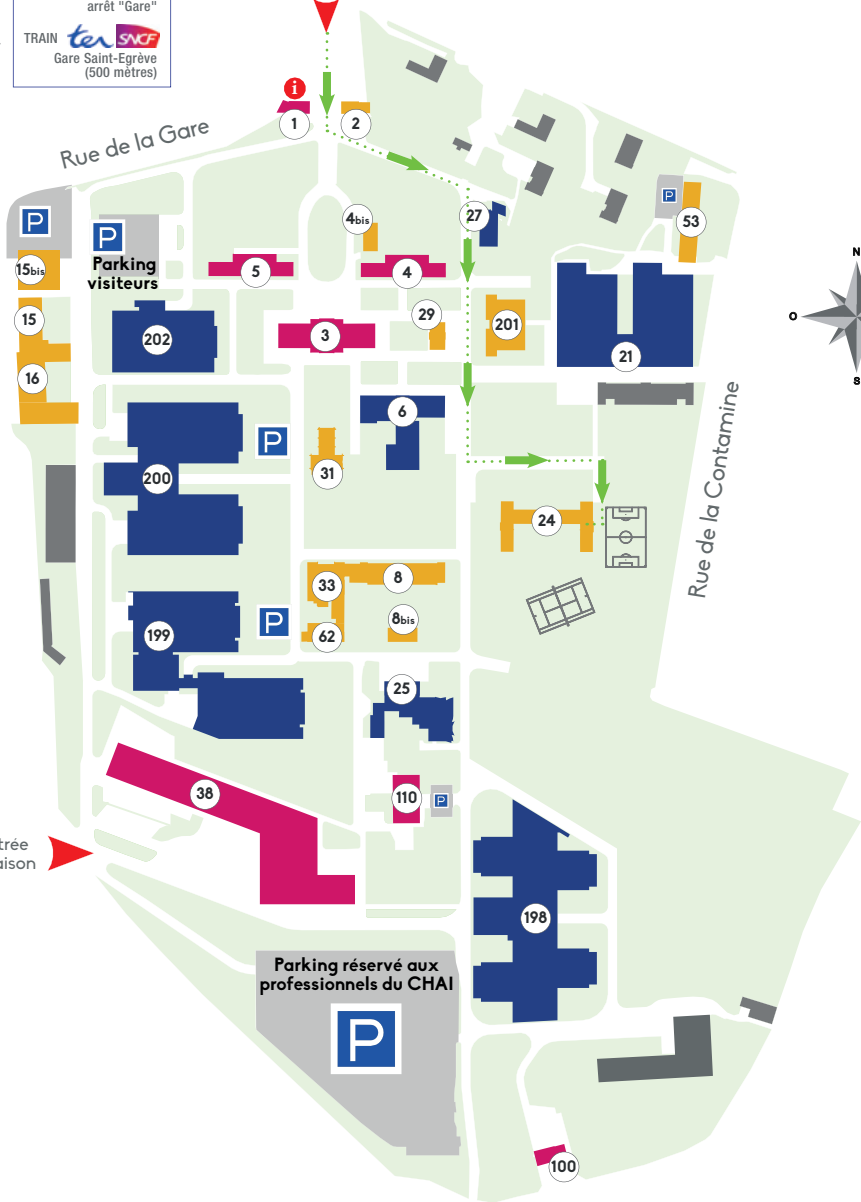 arrêt "Gare"
TRAIN ter SNCF
Gare Saint-Egrève
(500 mètres)
i
1
2
Rue de la Gare
P
4bis
27
P
53
P
15bis
Parking
visiteurs
5
4
N
O
S
15
202
3
29
201
21
16
6
P
31
200
Rue de la Contamine
24
33
8
8bis
P
62
199
25
38
110
P
198
Parking réservé aux
professionnels du CHAI
P
100